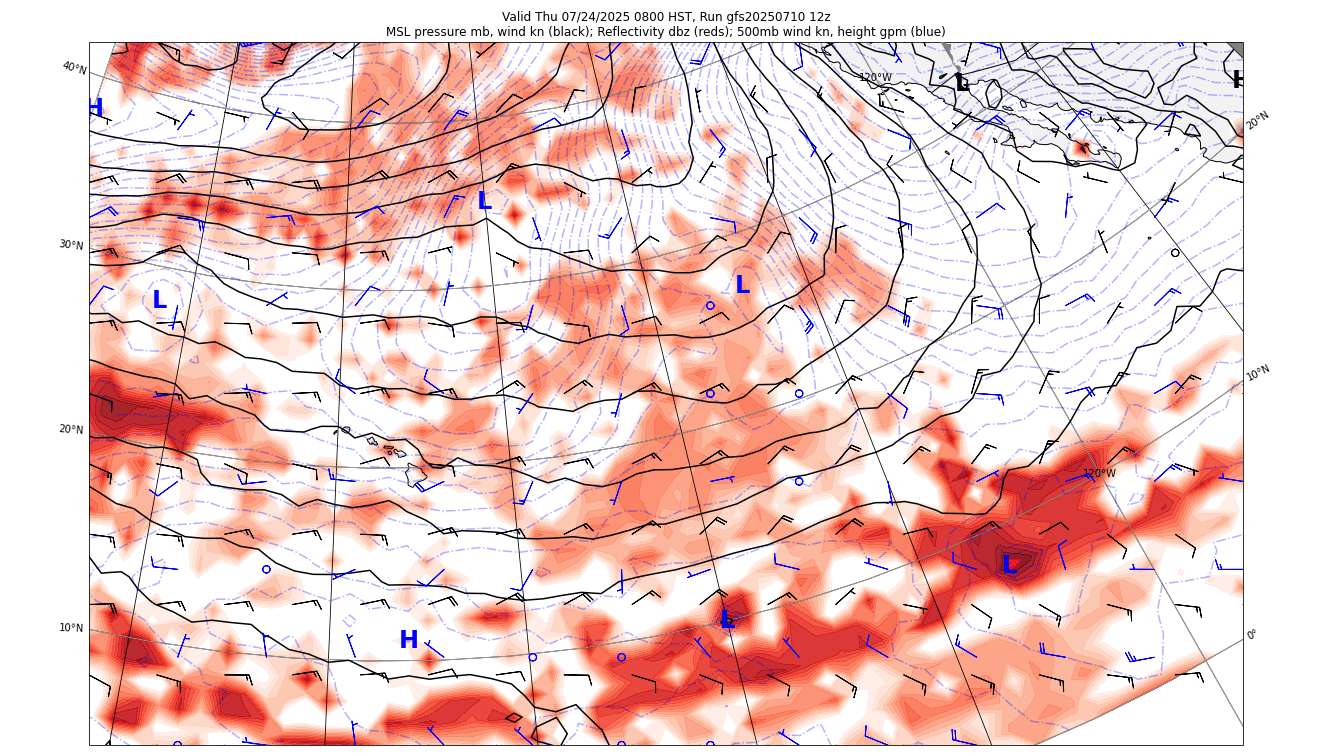 Valid Thu 07/24/2025 0800 HST, Run gfs20250710 12z
MSL pressure mb, wind kn (black); Reflectivity dbz (reds); 500mb wind kn, height gpm (blue)
40°N
120°W
L
H
H
20°N
L
30°N
L
L
10°N
20°N
120°W
L
L
10°N
H
0°